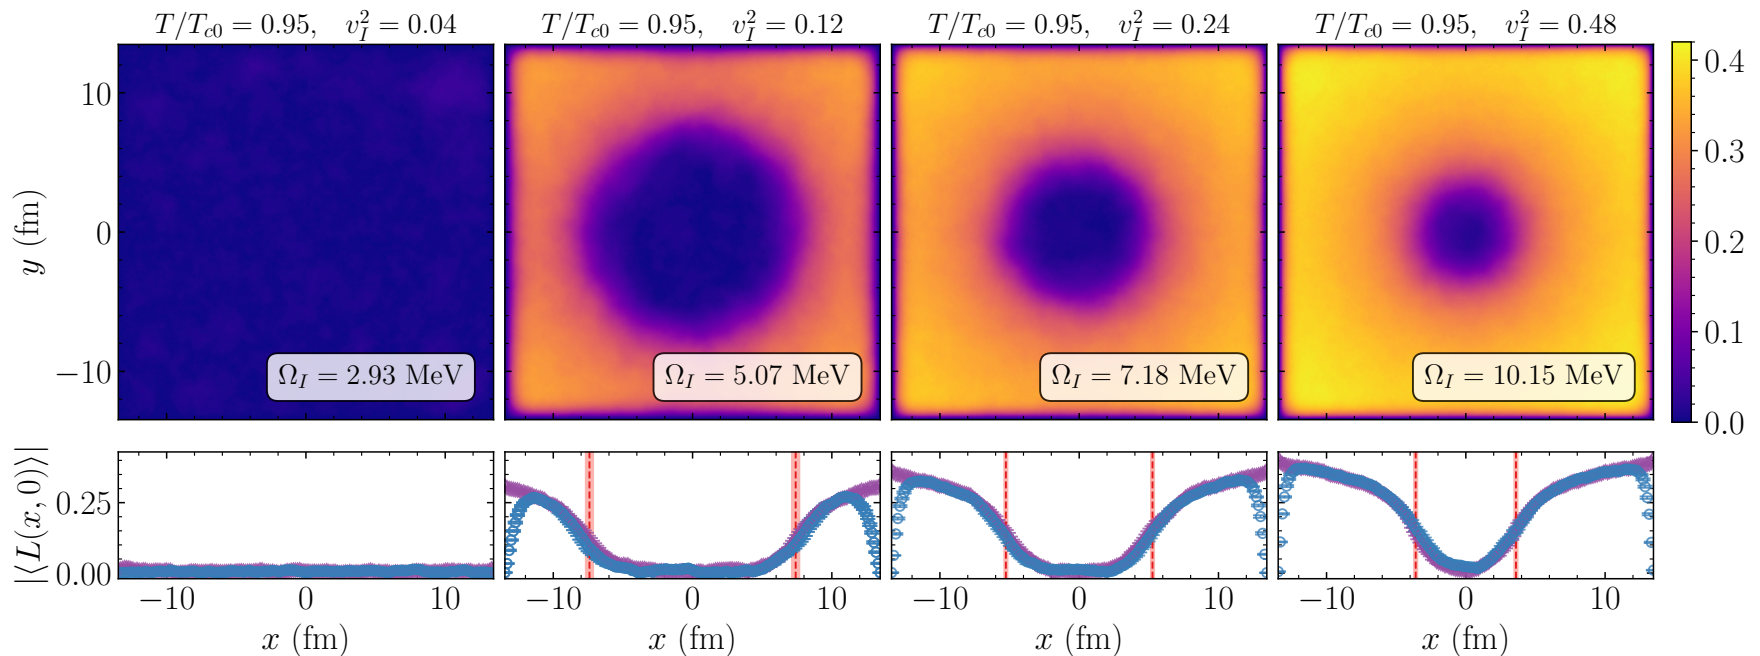 T/T_{c0} = 0.95, v_I^2 = 0.04
T/T_{c0} = 0.95, v_I^2 = 0.12
T/T_{c0} = 0.95, v_I^2 = 0.24
T/T_{c0} = 0.95, v_I^2 = 0.48
y (fm)
10
0
−10
Ω_I = 2.93 MeV
Ω_I = 5.07 MeV
Ω_I = 7.18 MeV
Ω_I = 10.15 MeV
0.4
0.3
0.2
0.1
0.0
|⟨L(x, 0)⟩|
0.25
0.00
−10 0 10
−10 0 10
−10 0 10
−10 0 10
x (fm)
x (fm)
x (fm)
x (fm)